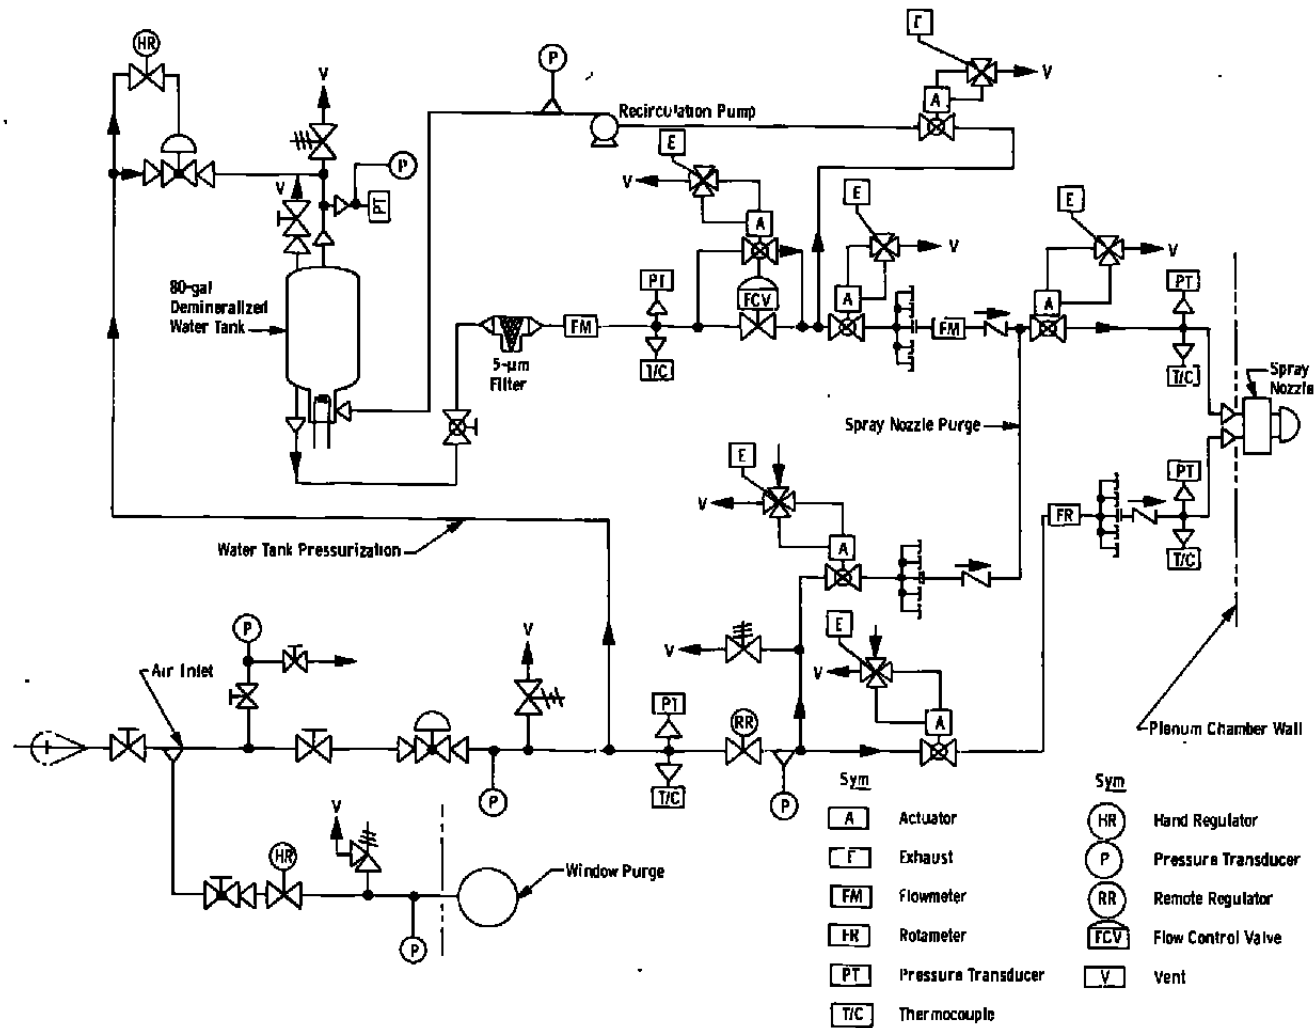 HR
V
P
Recirculation Pump
E
V
A
E
V
P
PT
V
A
E
V
A
E
V
A
80-gal
Demineralized
Water Tank
PT
FCV
FM
T/C
5-μm
Filter
FM
PT
T/C
Spray
Nozzle
Spray Nozzle Purge
E
V
A
PT
FR
T/C
Water Tank Pressurization
P
V
E
V
V
A
Air Inlet
PT
RR
T/C
P
P
Plenum Chamber Wall
V
HR
P
Window Purge
Sym
A Actuator
E Exhaust
FM Flowmeter
FR Rotameter
PT Pressure Transducer
T/C Thermocouple
Sym
HR Hand Regulator
P Pressure Transducer
RR Remote Regulator
FCV Flow Control Valve
V Vent